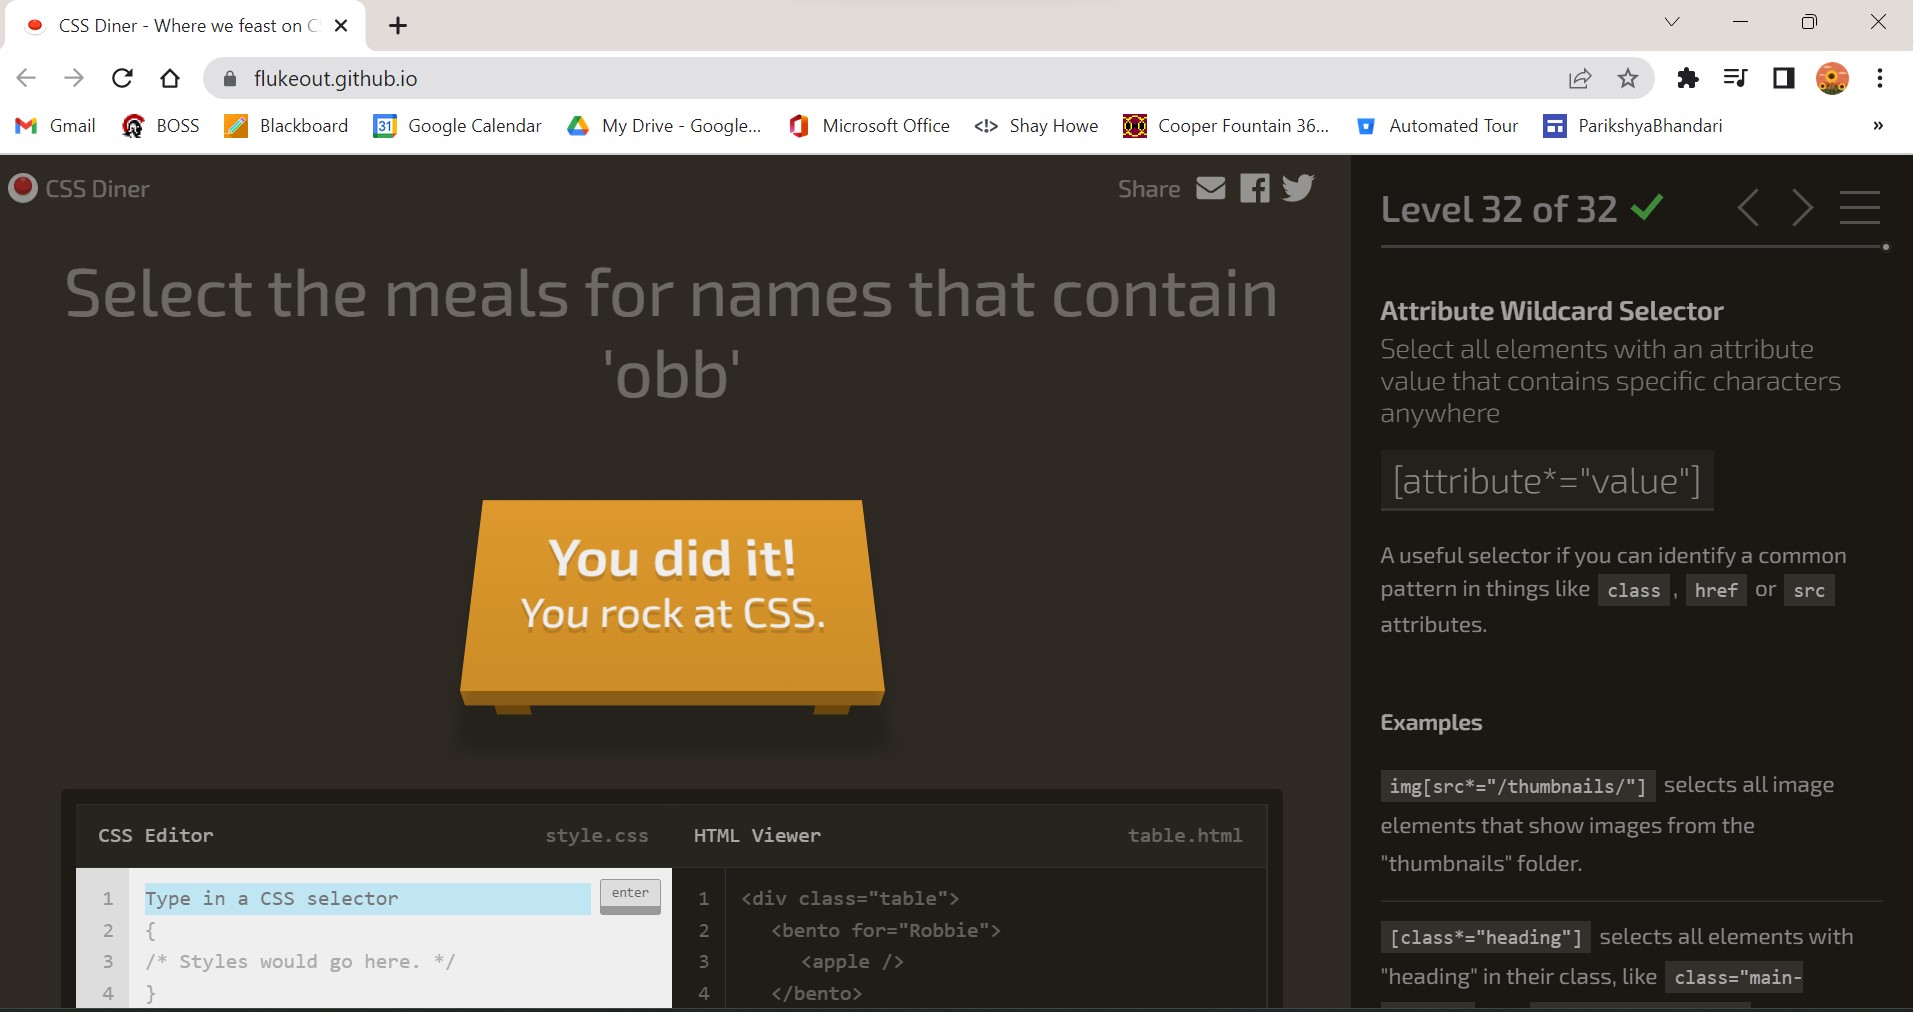 CSS Diner - Where we feast on
flukeout.github.io
Gmail BOSS Blackboard 31 Google Calendar My Drive - Google... Microsoft Office <!> Shay Howe Cooper Fountain 36... Automated Tour ParikshyaBhandari »
CSS Diner
Share
Select the meals for names that contain
'obb'
You did it!
You rock at CSS.
CSS Editor style.css
1 Type in a CSS selector enter
2 {
3 /* Styles would go here. */
4 }
HTML Viewer table.html
1 <div class="table">
2 <bento for="Robbie">
3 <apple />
4 </bento>
Level 32 of 32
Attribute Wildcard Selector
Select all elements with an attribute
value that contains specific characters
anywhere
[attribute*="value"]
A useful selector if you can identify a common
pattern in things like class , href or src
attributes.
Examples
img[src*="/thumbnails/"] selects all image
elements that show images from the
"thumbnails" folder.
[class*="heading"] selects all elements with
"heading" in their class, like class="main-